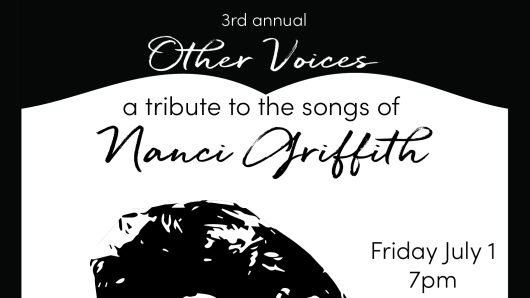 3rd annual
Other Voices
a tribute to the songs of
Nanci Griffith
Friday July 1
7pm